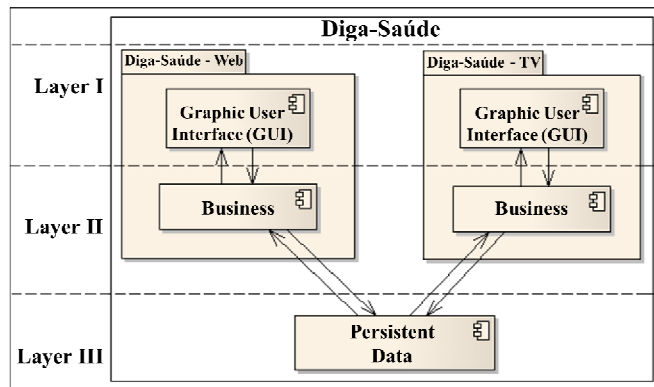 Diga-Saúde
Diga-Saúde - Web
Diga-Saúde - TV
Layer I
Graphic User
Interface (GUI)
Graphic User
Interface (GUI)
Layer II
Business
Business
Layer III
Persistent
Data